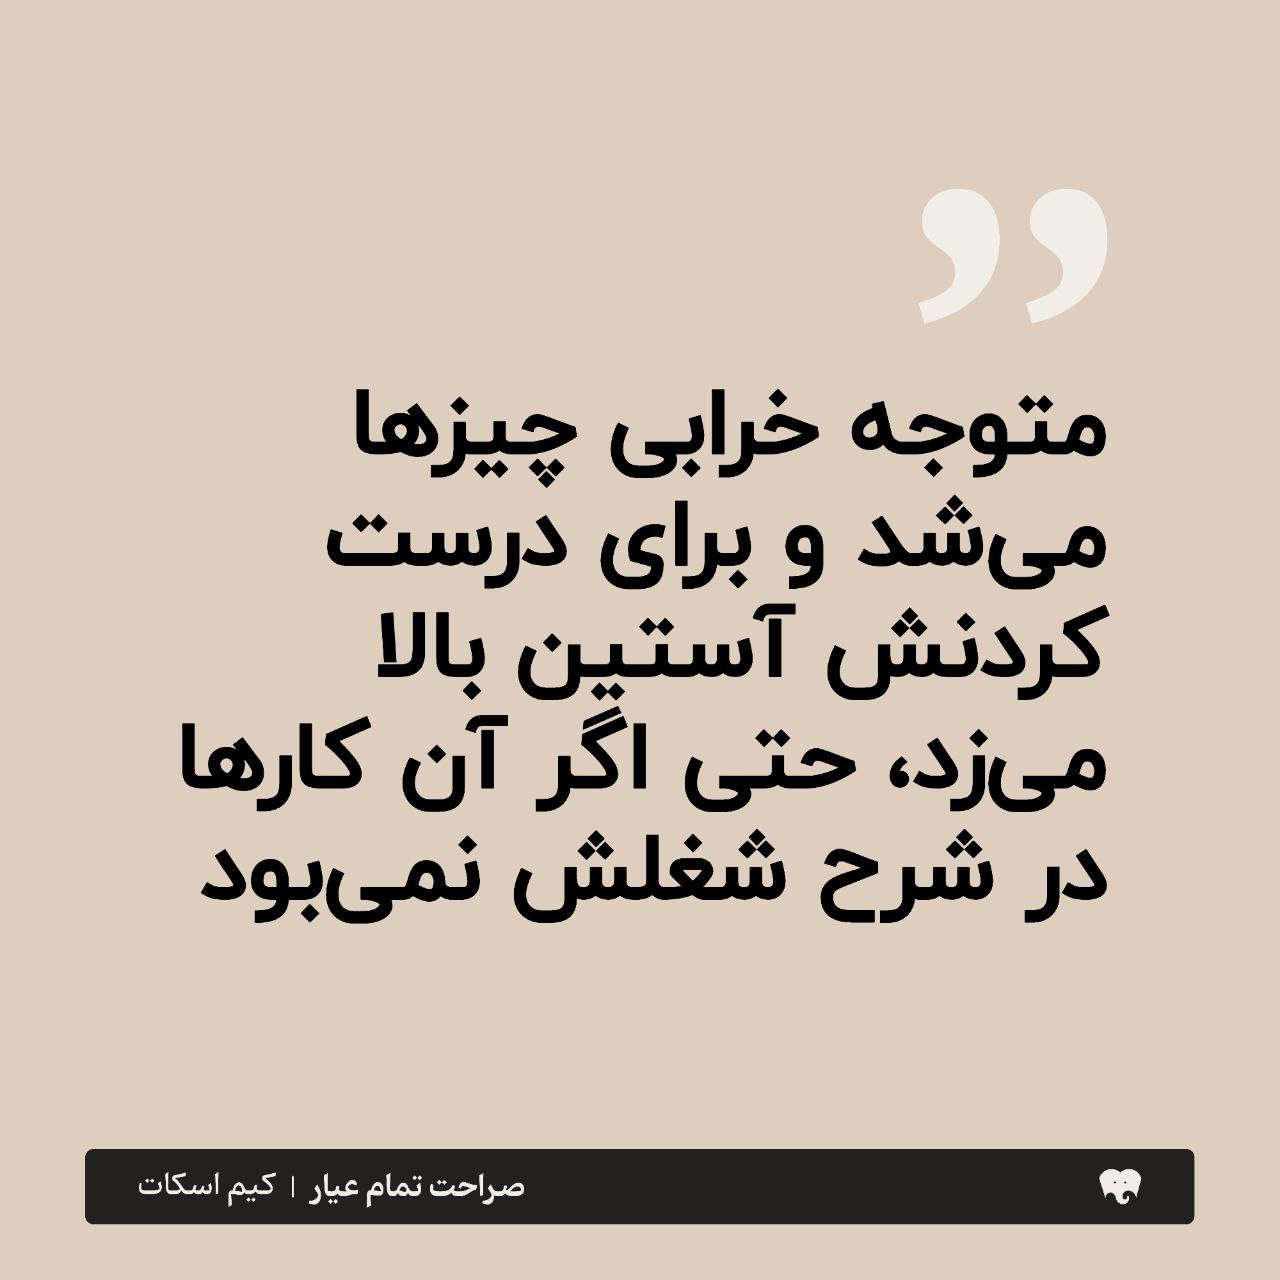 متوجه خرابی چیزها
می‌شد و برای درست
کردنش آستین بالا
می‌زد، حتی اگر آن کارها
در شرح شغلش نمی‌بود
صراحت تمام عیار | کیم اسکات